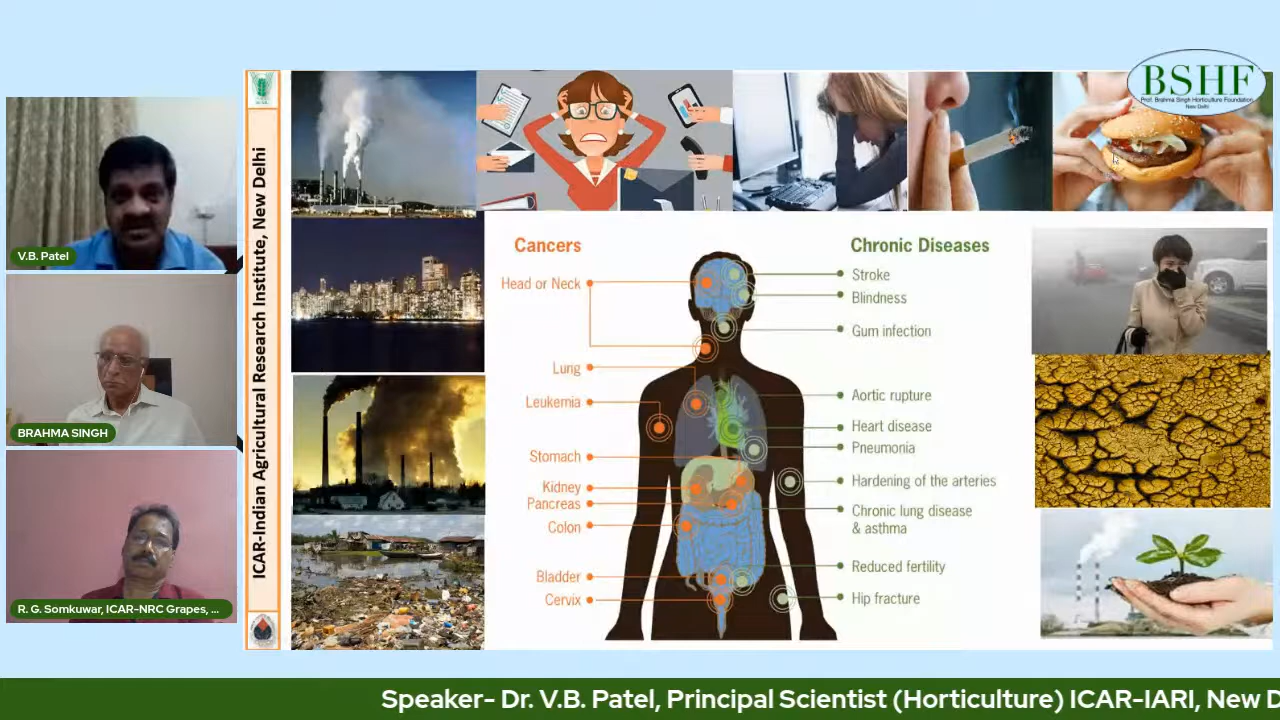 BSHF
Prof. Brahma Singh Horticulture Foundation
New Delhi
V.B. Patel
BRAHMA SINGH
R. G. Somkuwar, ICAR-NRC Grapes, ...
ICAR-Indian Agricultural Research Institute, New Delhi
Cancers
Head or Neck
Lung
Leukemia
Stomach
Kidney
Pancreas
Colon
Bladder
Cervix
Chronic Diseases
Stroke
Blindness
Gum infection
Aortic rupture
Heart disease
Pneumonia
Hardening of the arteries
Chronic lung disease
& asthma
Reduced fertility
Hip fracture
Speaker- Dr. V.B. Patel, Principal Scientist (Horticulture) ICAR-IARI, New D